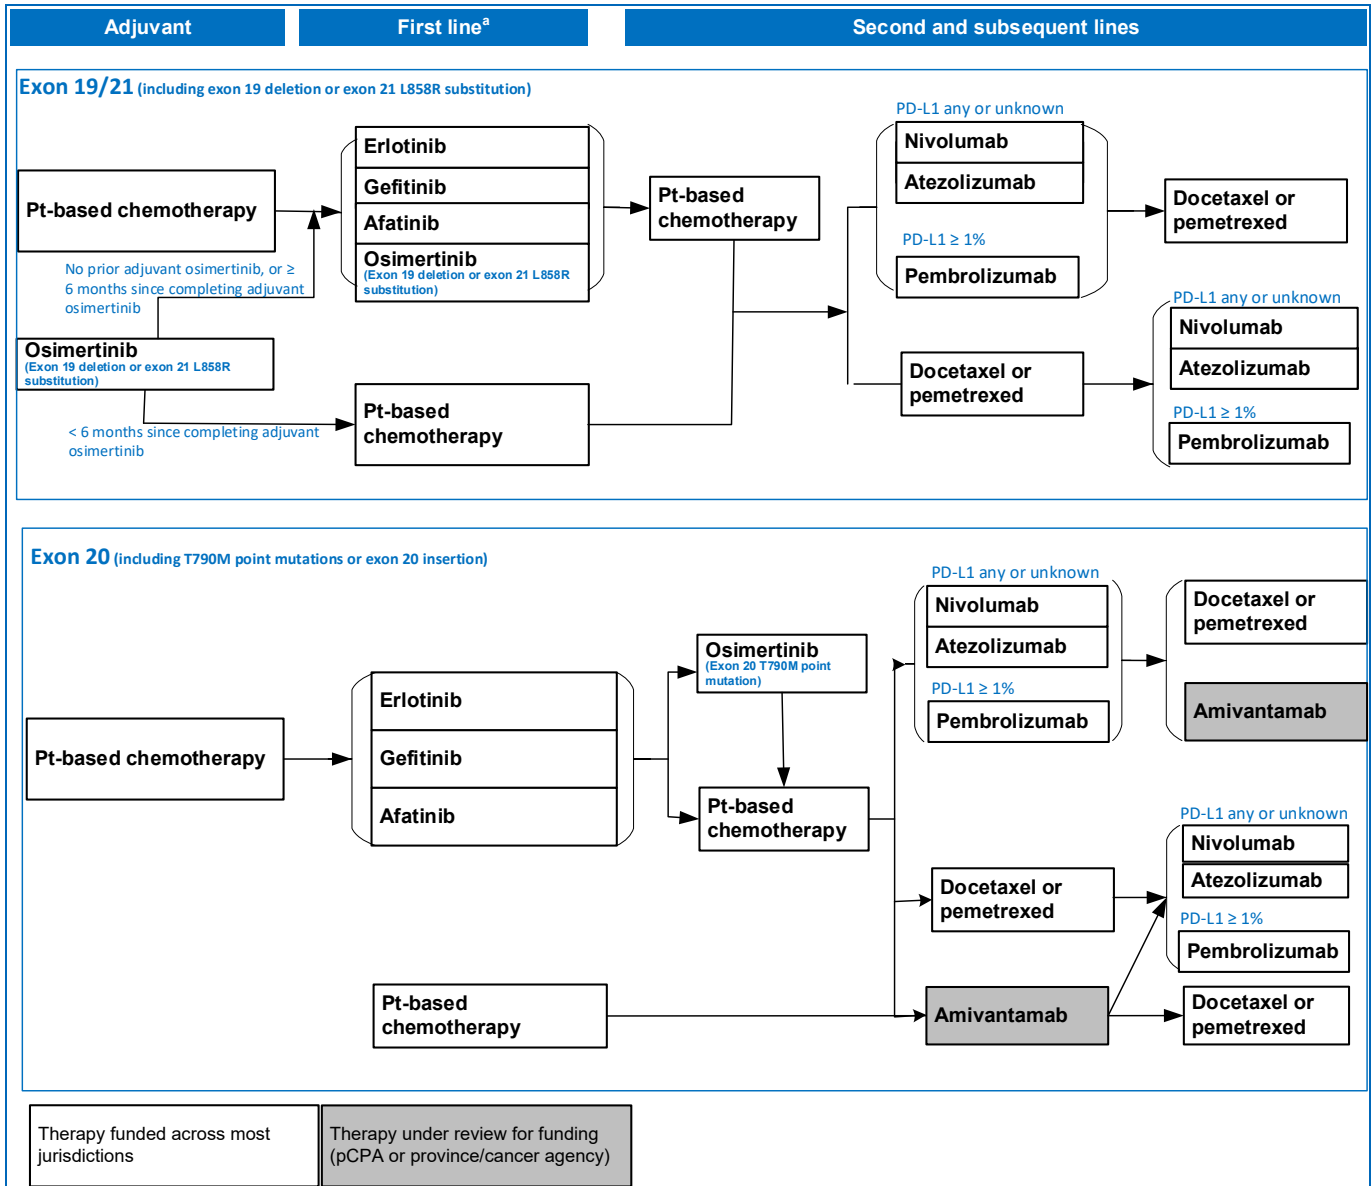 Adjuvant
First lineᵃ
Second and subsequent lines
Exon 19/21 (including exon 19 deletion or exon 21 L858R substitution)
Pt-based chemotherapy
No prior adjuvant osimertinib, or ≥
6 months since completing adjuvant
osimertinib
Osimertinib
(Exon 19 deletion or exon 21 L858R
substitution)
< 6 months since completing adjuvant
osimertinib
Erlotinib
Gefitinib
Afatinib
Osimertinib
(Exon 19 deletion or exon 21 L858R
substitution)
Pt-based
chemotherapy
Pt-based
chemotherapy
PD-L1 any or unknown
Nivolumab
Atezolizumab
PD-L1 ≥ 1%
Pembrolizumab
Docetaxel or
pemetrexed
Docetaxel or
pemetrexed
PD-L1 any or unknown
Nivolumab
Atezolizumab
PD-L1 ≥ 1%
Pembrolizumab
Exon 20 (including T790M point mutations or exon 20 insertion)
Pt-based chemotherapy
Erlotinib
Gefitinib
Afatinib
Pt-based
chemotherapy
Osimertinib
(Exon 20 T790M point
mutation)
Pt-based
chemotherapy
PD-L1 any or unknown
Nivolumab
Atezolizumab
PD-L1 ≥ 1%
Pembrolizumab
Docetaxel or
pemetrexed
Amivantamab
Docetaxel or
pemetrexed
Amivantamab
PD-L1 any or unknown
Nivolumab
Atezolizumab
PD-L1 ≥ 1%
Pembrolizumab
Docetaxel or
pemetrexed
Therapy funded across most
jurisdictions
Therapy under review for funding
(pCPA or province/cancer agency)